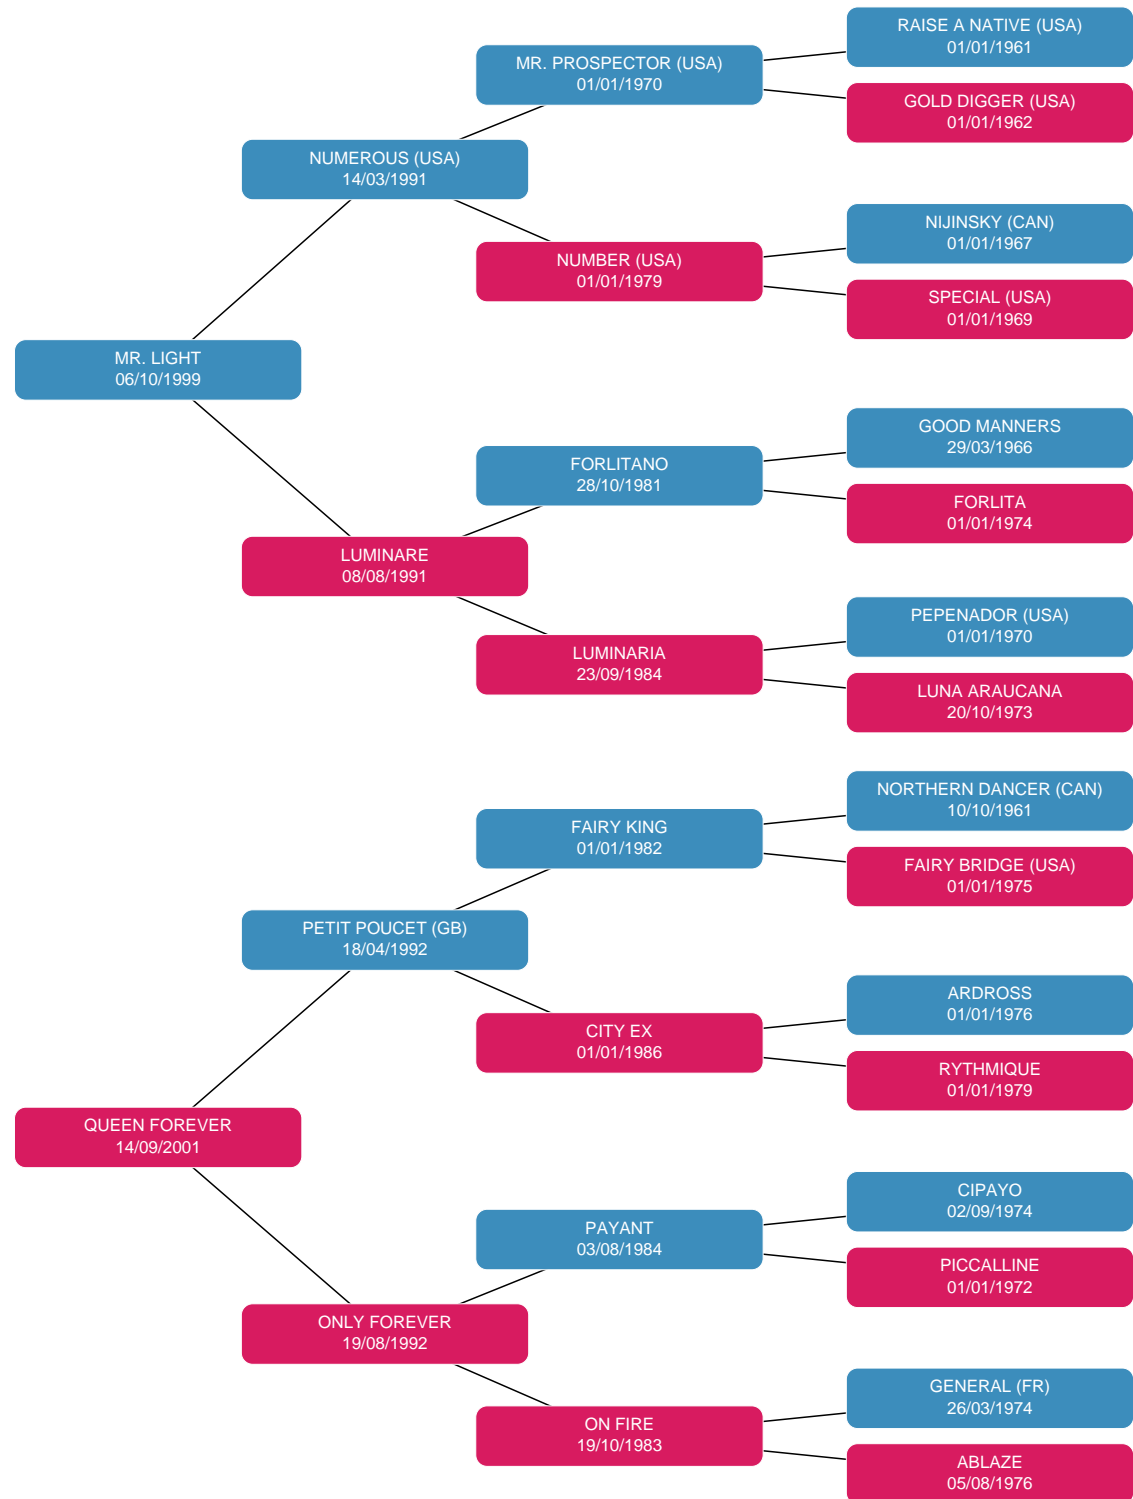 RAISE A NATIVE (USA)
01/01/1961
MR. PROSPECTOR (USA)
01/01/1970
GOLD DIGGER (USA)
01/01/1962
NUMEROUS (USA)
14/03/1991
NIJINSKY (CAN)
01/01/1967
NUMBER (USA)
01/01/1979
SPECIAL (USA)
01/01/1969
MR. LIGHT
06/10/1999
GOOD MANNERS
29/03/1966
FORLITANO
28/10/1981
FORLITA
01/01/1974
LUMINARE
08/08/1991
PEPENADOR (USA)
01/01/1970
LUMINARIA
23/09/1984
LUNA ARAUCANA
20/10/1973
NORTHERN DANCER (CAN)
10/10/1961
FAIRY KING
01/01/1982
FAIRY BRIDGE (USA)
01/01/1975
PETIT POUCET (GB)
18/04/1992
ARDROSS
01/01/1976
CITY EX
01/01/1986
RYTHMIQUE
01/01/1979
QUEEN FOREVER
14/09/2001
CIPAYO
02/09/1974
PAYANT
03/08/1984
PICCALLINE
01/01/1972
ONLY FOREVER
19/08/1992
GENERAL (FR)
26/03/1974
ON FIRE
19/10/1983
ABLAZE
05/08/1976